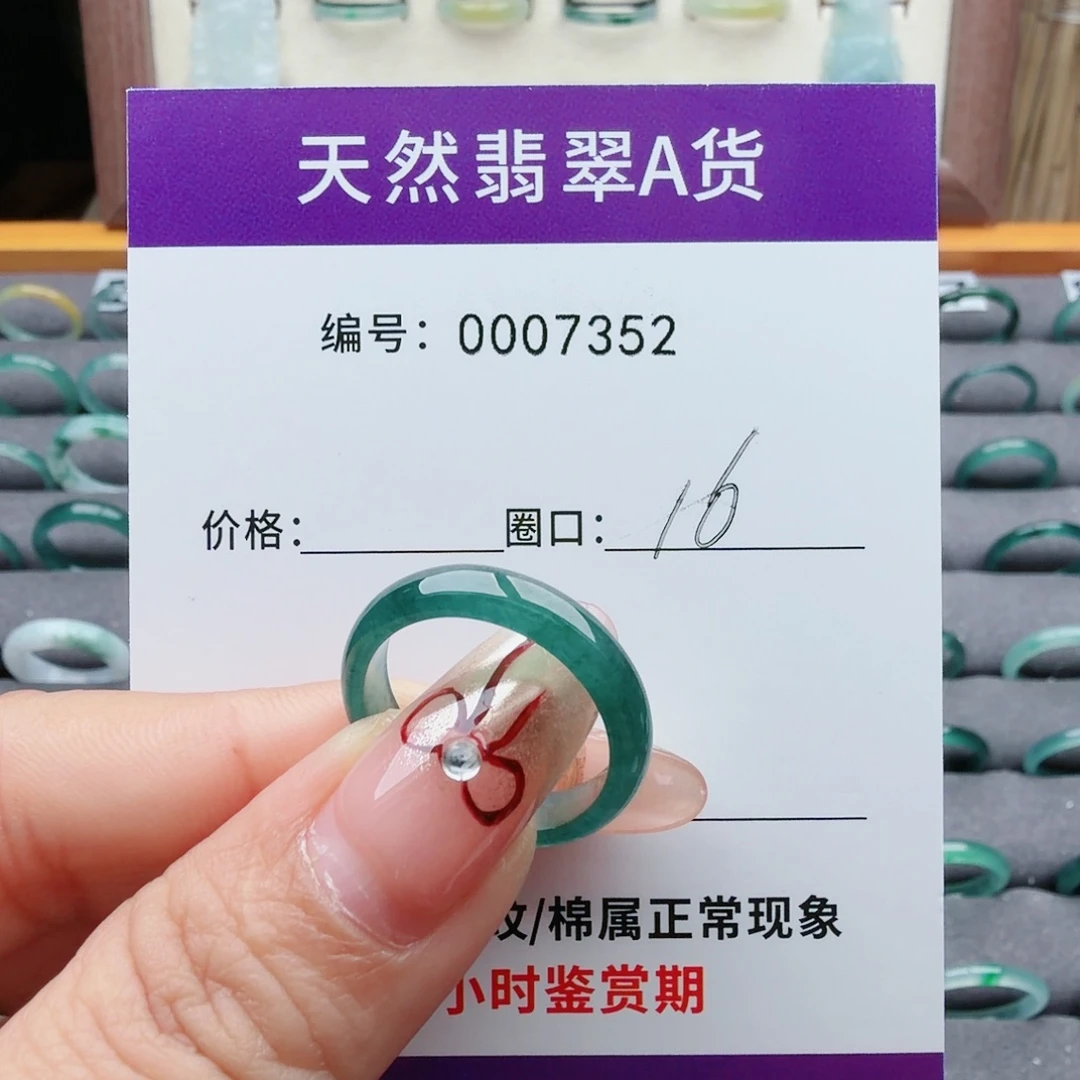 天然翡翠A货
编号：0007352
价格： 圈口：16
/棉属正常现象
小时鉴赏期